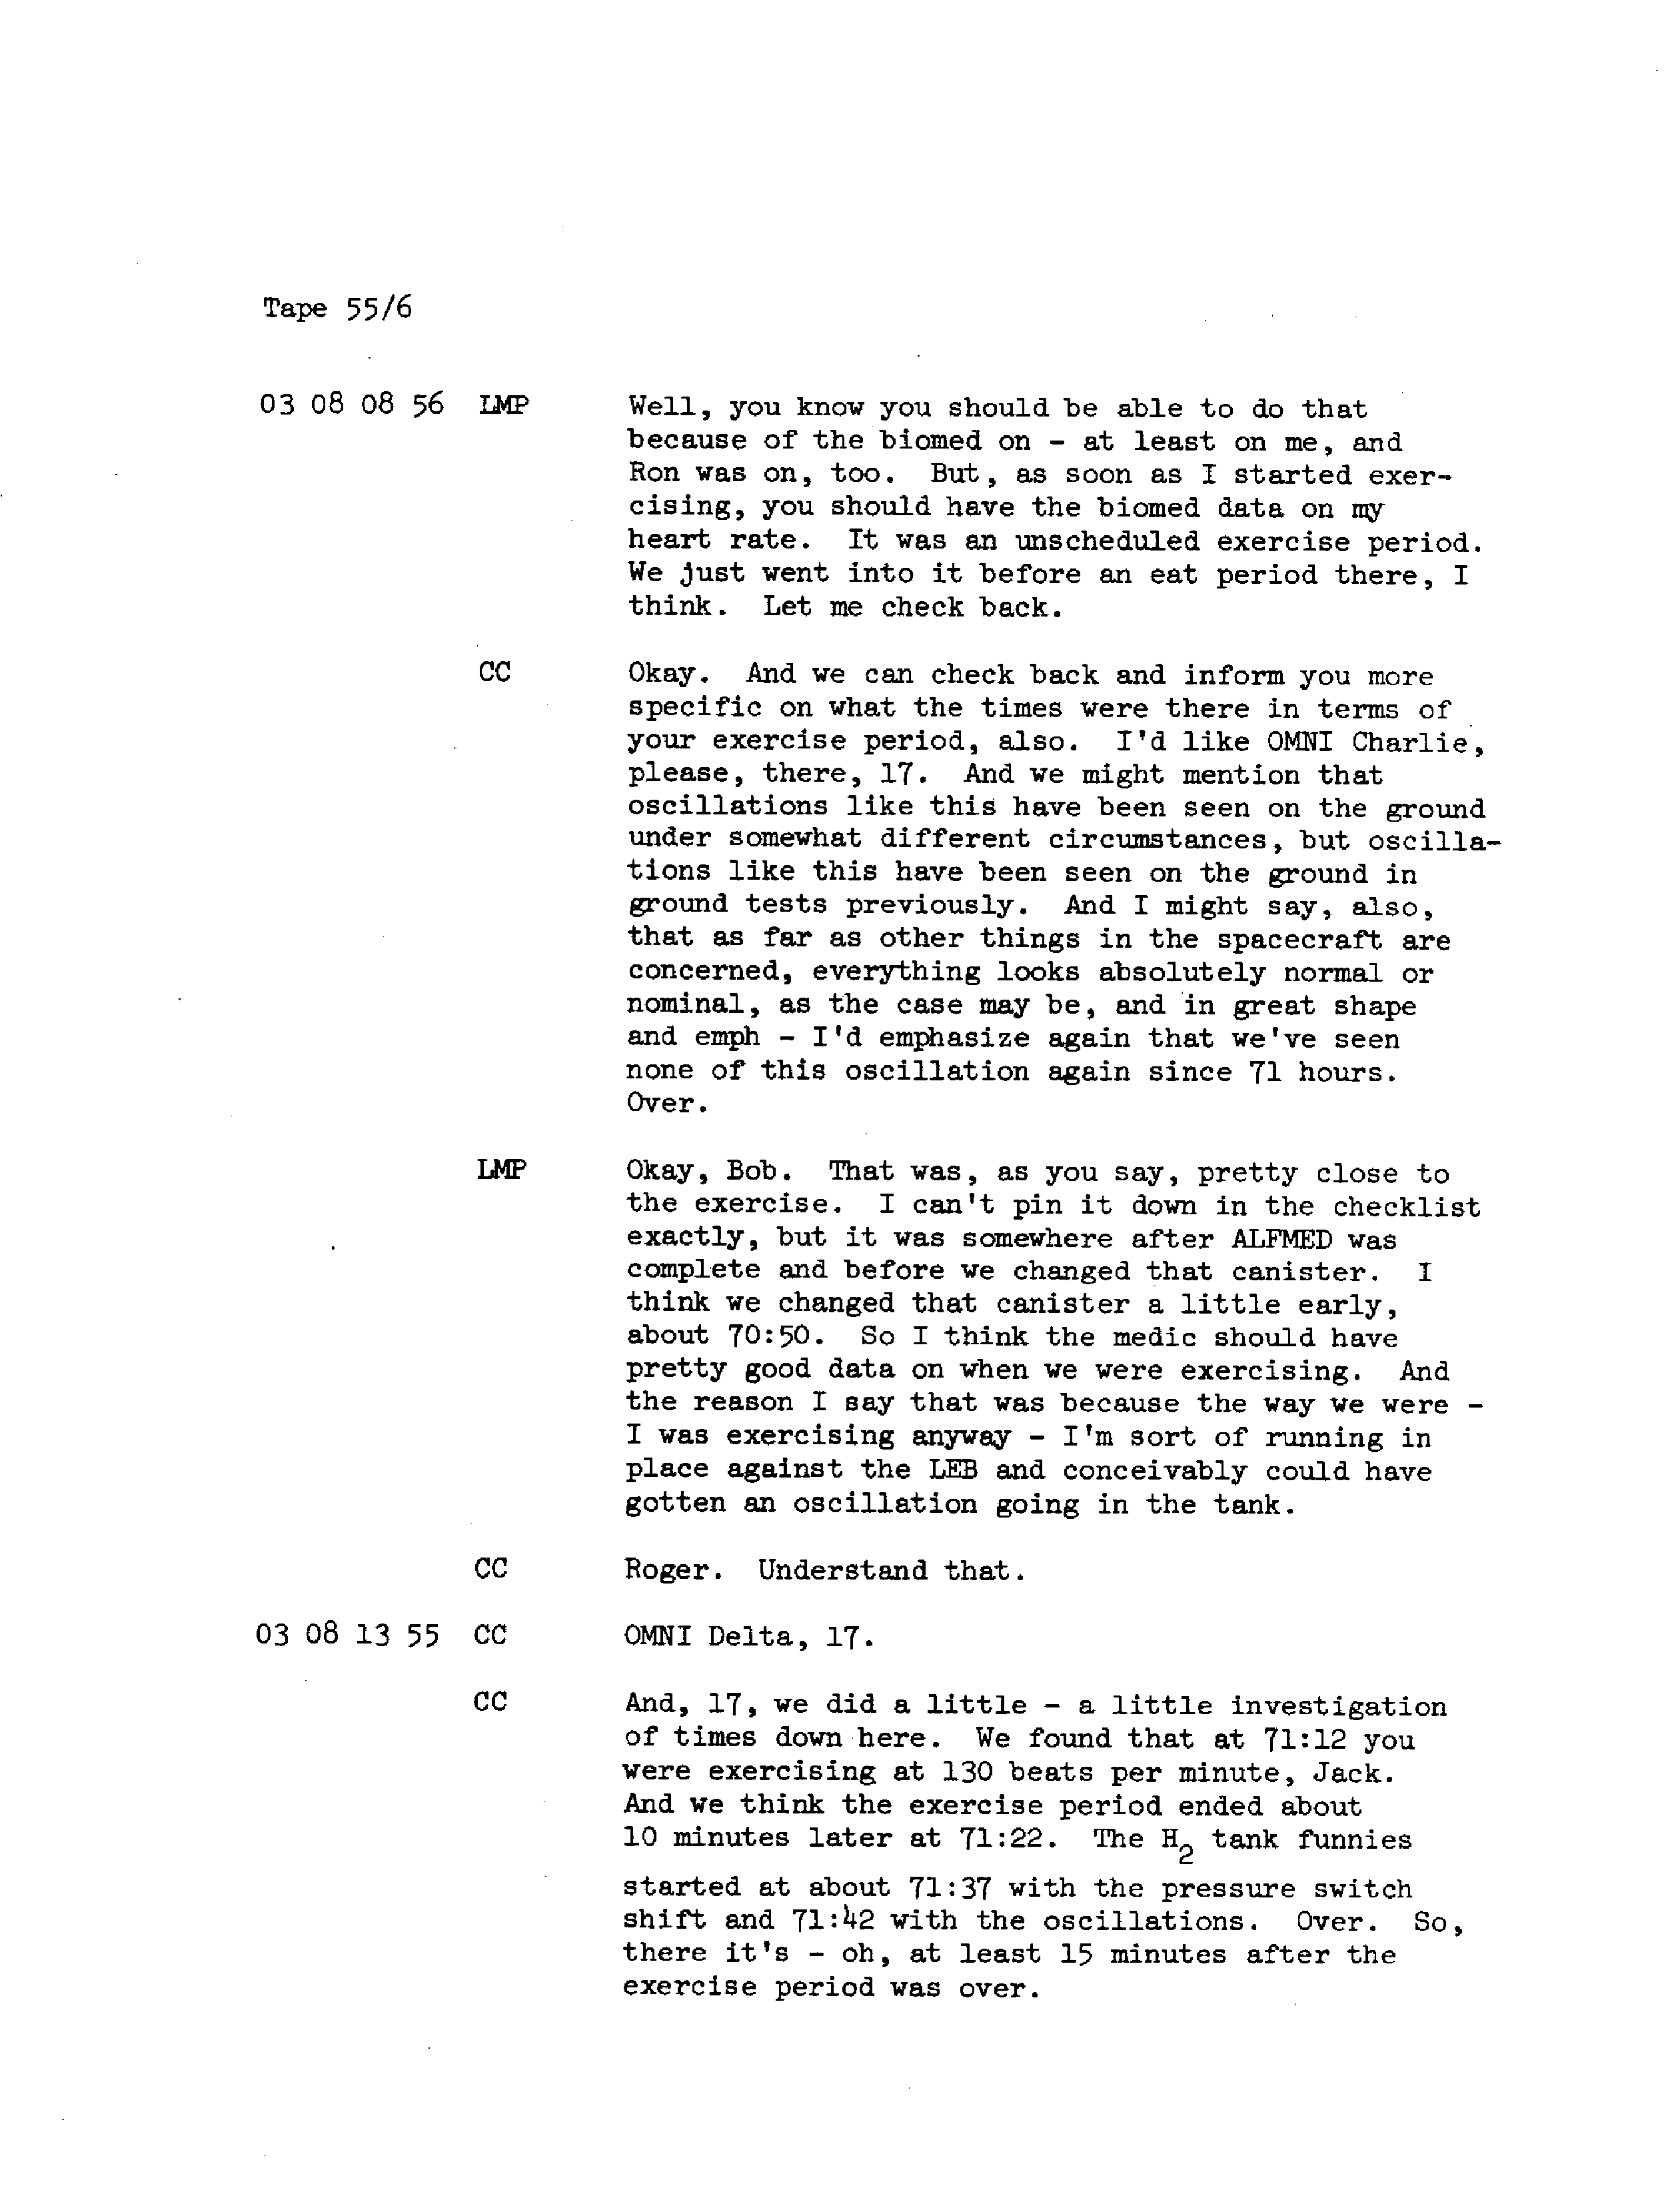 Tape 55/6
03 08 08 56 LMP Well, you know you should be able to do that
because of the biomed on - at least on me, and
Ron was on, too. But, as soon as I started exer-
cising, you should have the biomed data on my
heart rate. It was an unscheduled exercise period.
We just went into it before an eat period there, I
think. Let me check back.
CC Okay. And we can check back and inform you more
specific on what the times were there in terms of
your exercise period, also. I'd like OMNI Charlie,
please, there, 17. And we might mention that
oscillations like this have been seen on the ground
under somewhat different circumstances, but oscilla-
tions like this have been seen on the ground in
ground tests previously. And I might say, also,
that as far as other things in the spacecraft are
concerned, everything looks absolutely normal or
nominal, as the case may be, and in great shape
and emph - I'd emphasize again that we've seen
none of this oscillation again since 71 hours.
Over.
LMP Okay, Bob. That was, as you say, pretty close to
the exercise. I can't pin it down in the checklist
exactly, but it was somewhere after ALFMED was
complete and before we changed that canister. I
think we changed that canister a little early,
about 70:50. So I think the medic should have
pretty good data on when we were exercising. And
the reason I say that was because the way we were -
I was exercising anyway - I'm sort of running in
place against the LEB and conceivably could have
gotten an oscillation going in the tank.
CC Roger. Understand that.
03 08 13 55 CC OMNI Delta, 17.
CC And, 17, we did a little - a little investigation
of times down here. We found that at 71:12 you
were exercising at 130 beats per minute, Jack.
And we think the exercise period ended about
10 minutes later at 71:22. The H2 tank funnies
started at about 71:37 with the pressure switch
shift and 71:42 with the oscillations. Over. So,
there it's - oh, at least 15 minutes after the
exercise period was over.